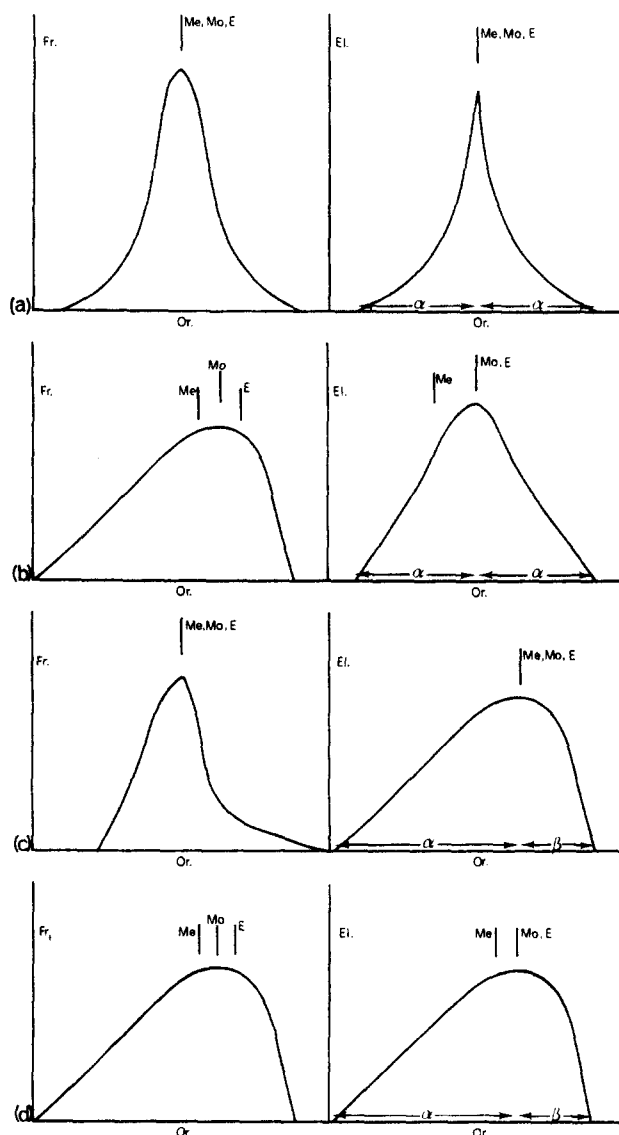 Fr.
Me, Mo, E
El.
Me, Mo, E
(a)
α
α
Or.
Or.
Fr.
Mo
Me
E
El.
Me
Mo, E
(b)
α
α
Or.
Or.
Fr.
Me, Mo, E
El.
Me, Mo, E
(c)
α
β
Or.
Or.
Fr.
Me
Mo
E
El.
Me
Mo, E
(d)
α
β
Or.
Or.